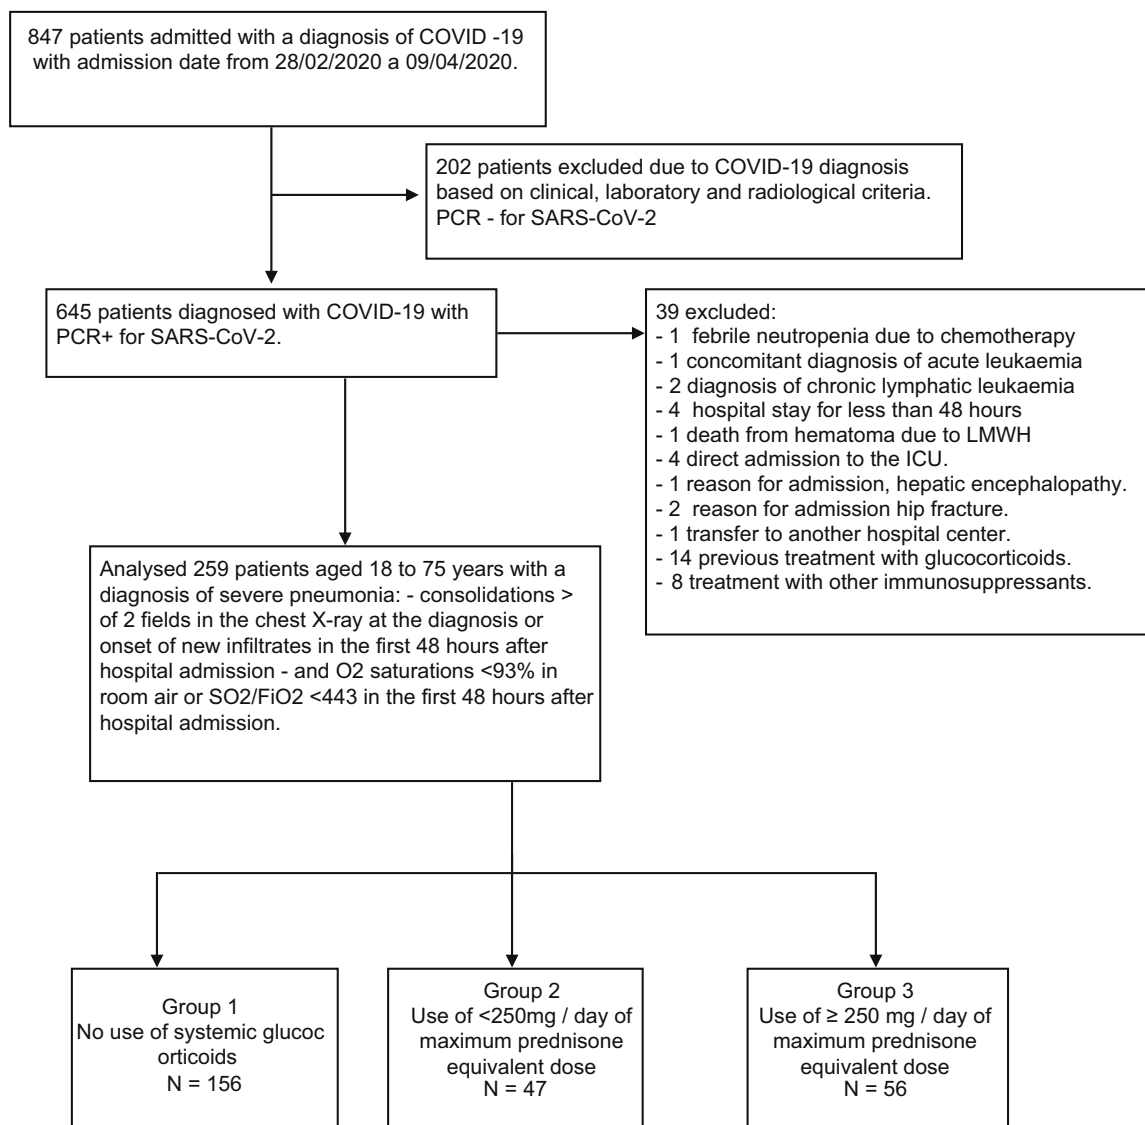 847 patients admitted with a diagnosis of COVID -19
with admission date from 28/02/2020 a 09/04/2020.
202 patients excluded due to COVID-19 diagnosis
based on clinical, laboratory and radiological criteria.
PCR - for SARS-CoV-2
645 patients diagnosed with COVID-19 with
PCR+ for SARS-CoV-2.
39 excluded:
- 1 febrile neutropenia due to chemotherapy
- 1 concomitant diagnosis of acute leukaemia
- 2 diagnosis of chronic lymphatic leukaemia
- 4 hospital stay for less than 48 hours
- 1 death from hematoma due to LMWH
- 4 direct admission to the ICU.
- 1 reason for admission, hepatic encephalopathy.
- 2 reason for admission hip fracture.
- 1 transfer to another hospital center.
- 14 previous treatment with glucocorticoids.
- 8 treatment with other immunosuppressants.
Analysed 259 patients aged 18 to 75 years with a
diagnosis of severe pneumonia: - consolidations >
of 2 fields in the chest X-ray at the diagnosis or
onset of new infiltrates in the first 48 hours after
hospital admission - and O2 saturations <93% in
room air or SO2/FiO2 <443 in the first 48 hours after
hospital admission.
Group 1
No use of systemic glucoc
orticoids
N = 156
Group 2
Use of <250mg / day of
maximum prednisone
equivalent dose
N = 47
Group 3
Use of ≥ 250 mg / day of
maximum prednisone
equivalent dose
N = 56